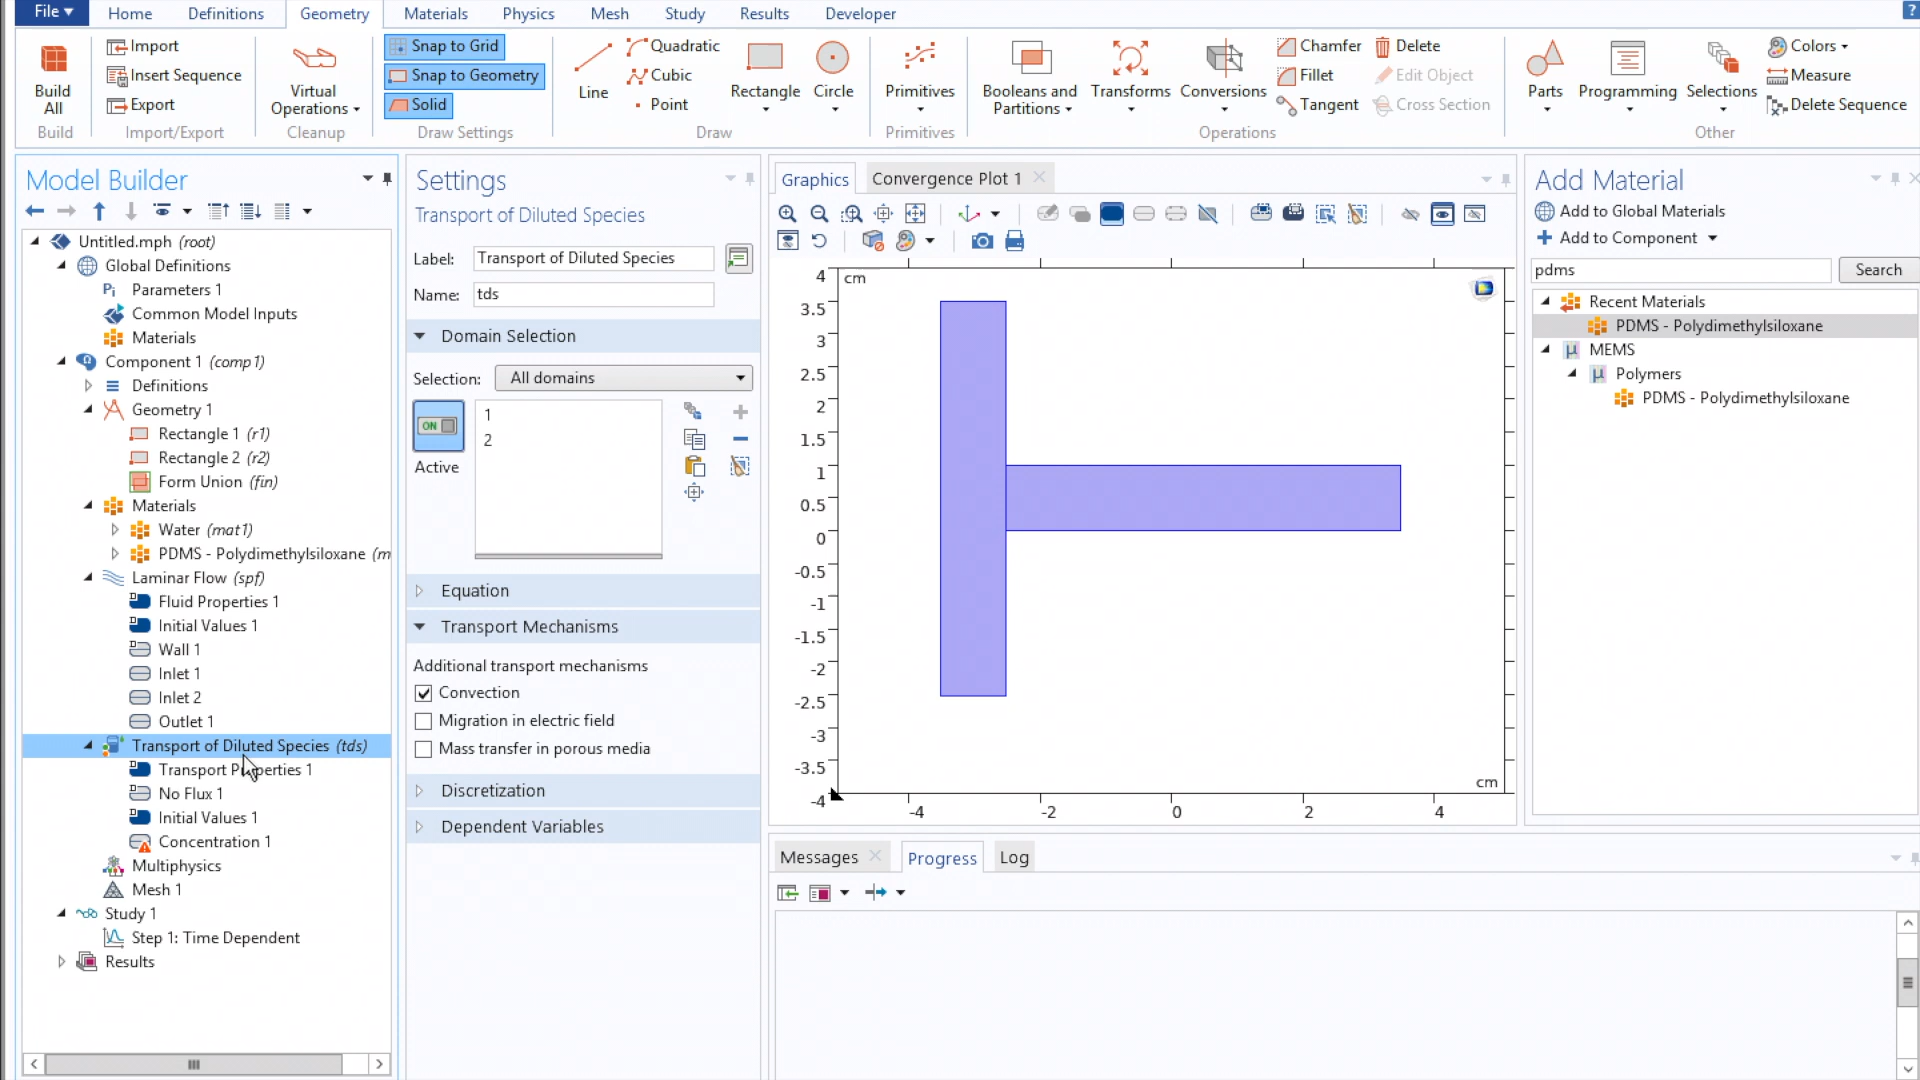 File
Home
Definitions
Geometry
Materials
Physics
Mesh
Study
Results
Developer
?
Build All
Build
Import
Insert Sequence
Export
Import/Export
Virtual Operations
Cleanup
Snap to Grid
Snap to Geometry
Solid
Draw Settings
Line
Quadratic
Cubic
Point
Rectangle
Circle
Draw
Primitives
Primitives
Booleans and Partitions
Transforms
Conversions
Chamfer
Fillet
Tangent
Delete
Edit Object
Cross Section
Operations
Parts
Programming
Selections
Colors
Measure
Delete Sequence
Other
Model Builder
Untitled.mph (root)
Global Definitions
Pi Parameters 1
Common Model Inputs
Materials
Component 1 (comp1)
Definitions
Geometry 1
Rectangle 1 (r1)
Rectangle 2 (r2)
Form Union (fin)
Materials
Water (mat1)
PDMS - Polydimethylsiloxane (m
Laminar Flow (spf)
Fluid Properties 1
Initial Values 1
Wall 1
Inlet 1
Inlet 2
Outlet 1
Transport of Diluted Species (tds)
Transport Properties 1
No Flux 1
Initial Values 1
Concentration 1
Multiphysics
Mesh 1
Study 1
Step 1: Time Dependent
Results
Settings
Transport of Diluted Species
Label: Transport of Diluted Species
Name: tds
Domain Selection
Selection: All domains
ON
Active
1
2
Equation
Transport Mechanisms
Additional transport mechanisms
Convection
Migration in electric field
Mass transfer in porous media
Discretization
Dependent Variables
Graphics
Convergence Plot 1
cm
4
3.5
3
2.5
2
1.5
1
0.5
0
-0.5
-1
-1.5
-2
-2.5
-3
-3.5
-4
cm
-4
-2
0
2
4
Messages
Progress
Log
Add Material
Add to Global Materials
Add to Component
pdms
Search
Recent Materials
PDMS - Polydimethylsiloxane
MEMS
Polymers
PDMS - Polydimethylsiloxane